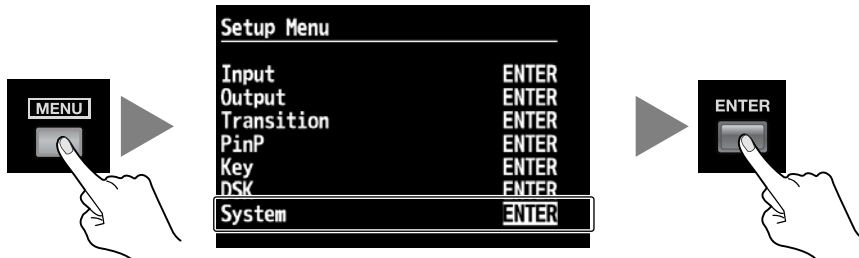 MENU
Setup Menu
Input ENTER
Output ENTER
Transition ENTER
PinP ENTER
Key ENTER
DSK ENTER
System ENTER
ENTER